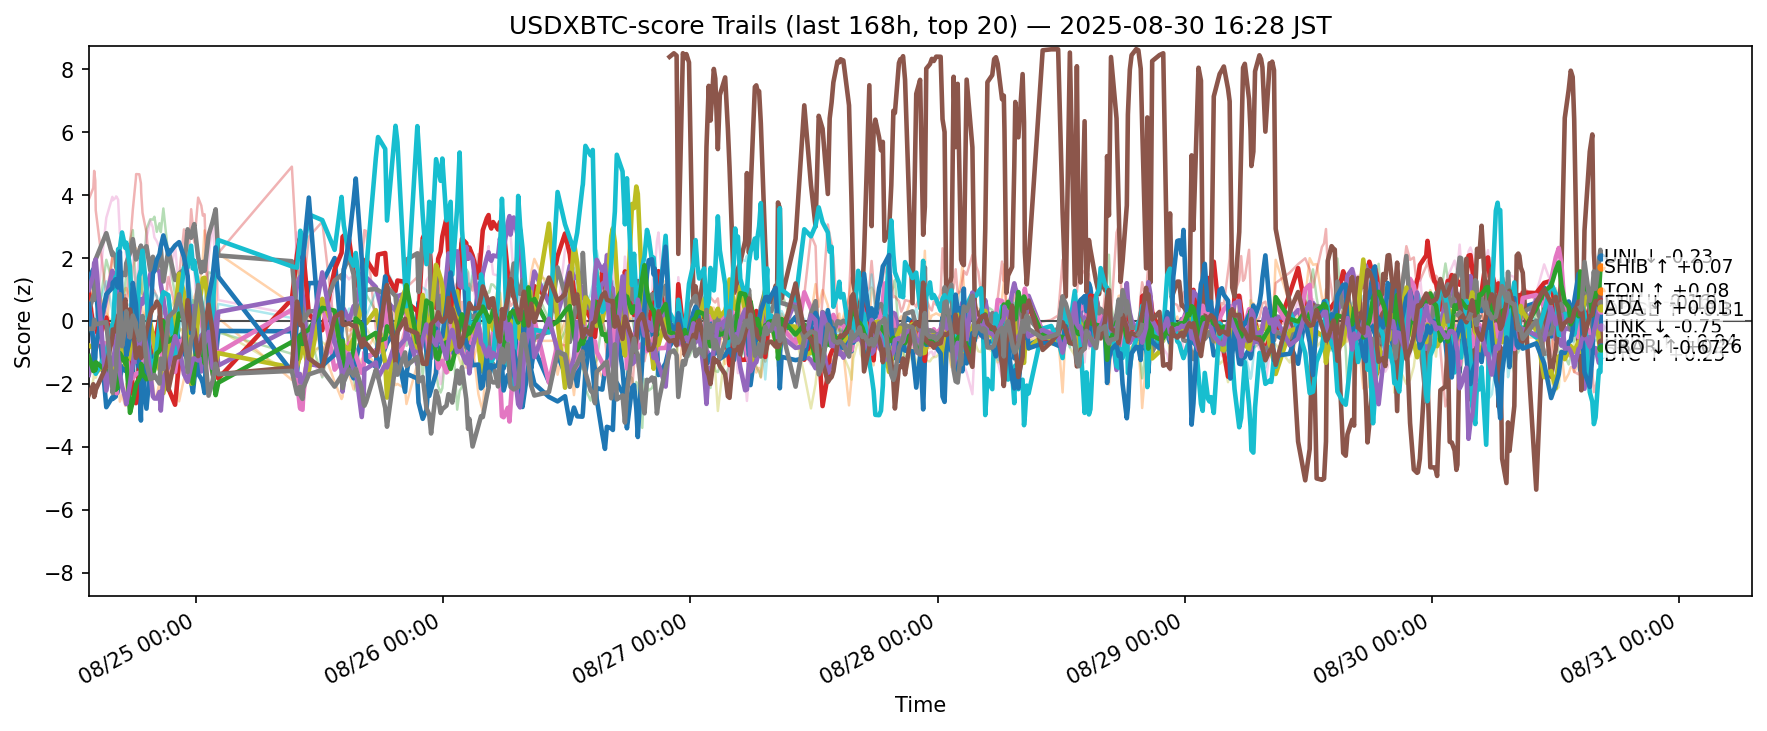 USDXBTC-score Trails (last 168h, top 20) — 2025-08-30 16:28 JST
Score (z)
8
6
4
2
0
−2
−4
−6
−8
UNI ↓ -0.23
SHIB ↑ +0.07
TON ↑ +0.08
ADA ↑ +0.01
LINK ↓ -0.75
CRO ↓ -0.67
08/25 00:00
08/26 00:00
08/27 00:00
08/28 00:00
08/29 00:00
08/30 00:00
08/31 00:00
Time